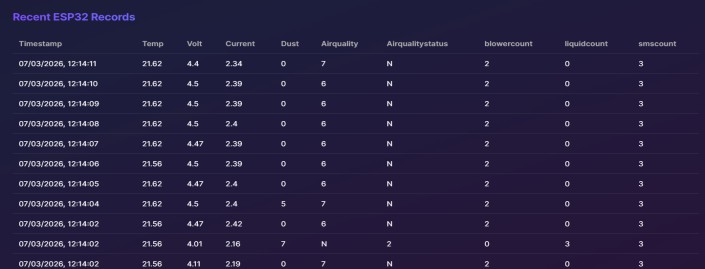 Recent ESP32 Records
Timestamp Temp Volt Current Dust Airquality Airqualitystatus blowercount liquidcount smscount
07/03/2026, 12:14:11 21.62 4.4 2.34 0 7 N 2 0 3
07/03/2026, 12:14:10 21.62 4.5 2.39 0 6 N 2 0 3
07/03/2026, 12:14:09 21.62 4.5 2.39 0 6 N 2 0 3
07/03/2026, 12:14:08 21.62 4.5 2.4 0 6 N 2 0 3
07/03/2026, 12:14:07 21.62 4.47 2.39 0 6 N 2 0 3
07/03/2026, 12:14:06 21.56 4.5 2.39 0 6 N 2 0 3
07/03/2026, 12:14:05 21.62 4.47 2.4 0 6 N 2 0 3
07/03/2026, 12:14:04 21.62 4.5 2.4 5 7 N 2 0 3
07/03/2026, 12:14:02 21.56 4.47 2.42 0 6 N 2 0 3
07/03/2026, 12:14:02 21.56 4.01 2.16 7 N 2 0 3 3
07/03/2026, 12:14:02 21.56 4.11 2.19 0 7 N 2 0 3